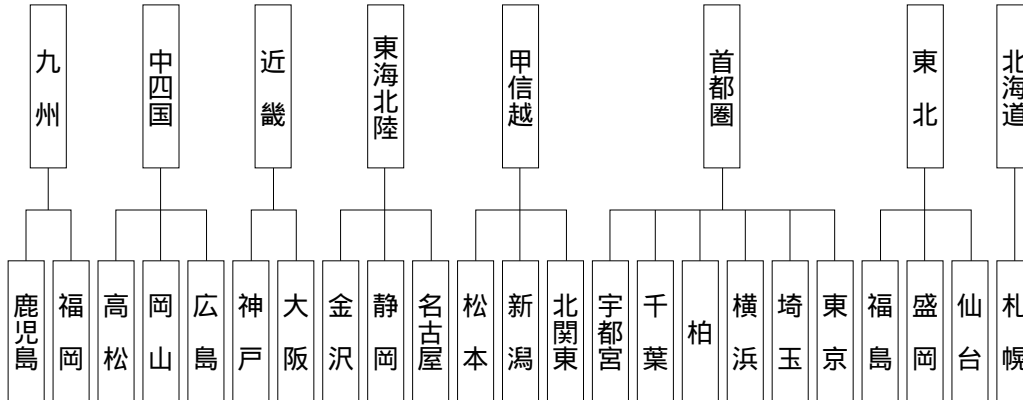 九州
中四国
近畿
東海北陸
甲信越
首都圏
東北
北海道
鹿児島
福岡
高松
岡山
広島
神戸
大阪
金沢
静岡
名古屋
松本
新潟
北関東
宇都宮
千葉
柏
横浜
埼玉
東京
福島
盛岡
仙台
札幌